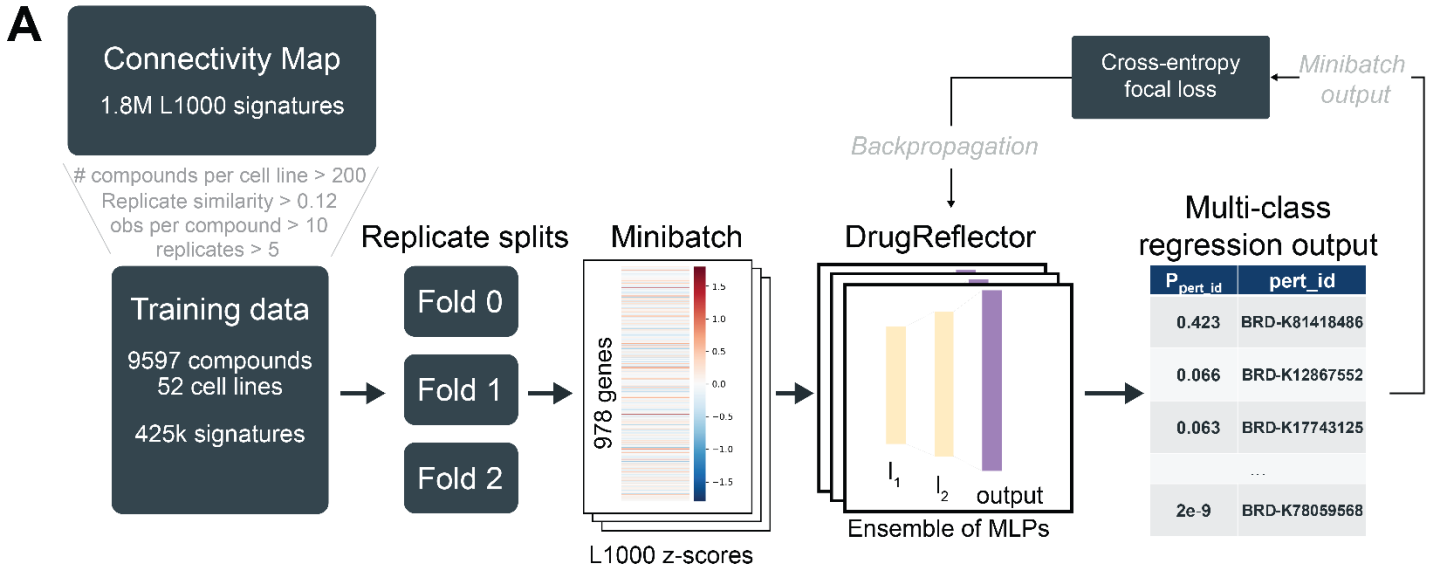 A
Connectivity Map
1.8M L1000 signatures
# compounds per cell line > 200
Replicate similarity > 0.12
obs per compound > 10
replicates > 5
Training data
9597 compounds
52 cell lines
425k signatures
Replicate splits
Fold 0
Fold 1
Fold 2
Minibatch
978 genes
1.5
1.0
0.5
0.0
−0.5
−1.0
−1.5
L1000 z-scores
DrugReflector
l1
l2
output
Ensemble of MLPs
Backpropagation
Cross-entropy
focal loss
Minibatch
output
Multi-class
regression output
Ppert_id pert_id
0.423 BRD-K81418486
0.066 BRD-K12867552
0.063 BRD-K17743125
...
2e-9 BRD-K78059568